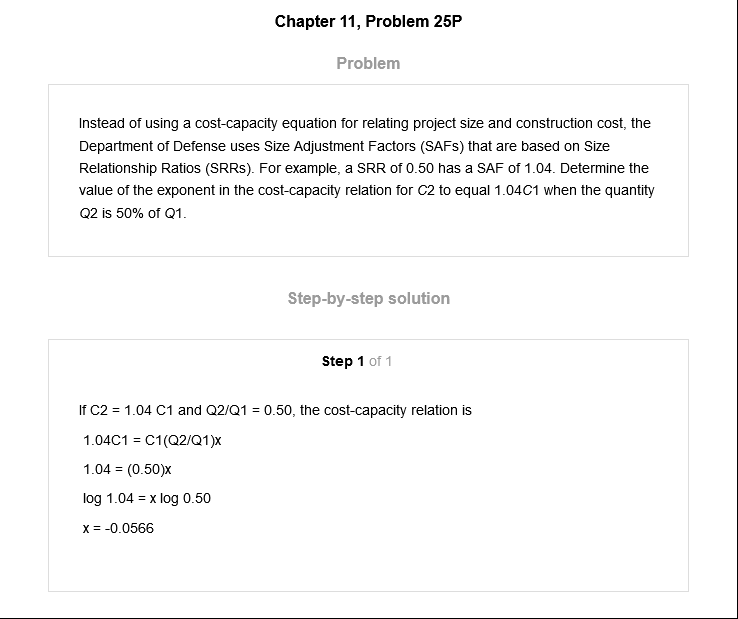 Chapter 11, Problem 25P
Problem
Instead of using a cost-capacity equation for relating project size and construction cost, the
Department of Defense uses Size Adjustment Factors (SAFs) that are based on Size
Relationship Ratios (SRRs). For example, a SRR of 0.50 has a SAF of 1.04. Determine the
value of the exponent in the cost-capacity relation for C2 to equal 1.04C1 when the quantity
Q2 is 50% of Q1.
Step-by-step solution
Step 1 of 1
If C2 = 1.04 C1 and Q2/Q1 = 0.50, the cost-capacity relation is
1.04C1 = C1(Q2/Q1)x
1.04 = (0.50)x
log 1.04 = x log 0.50
x = -0.0566